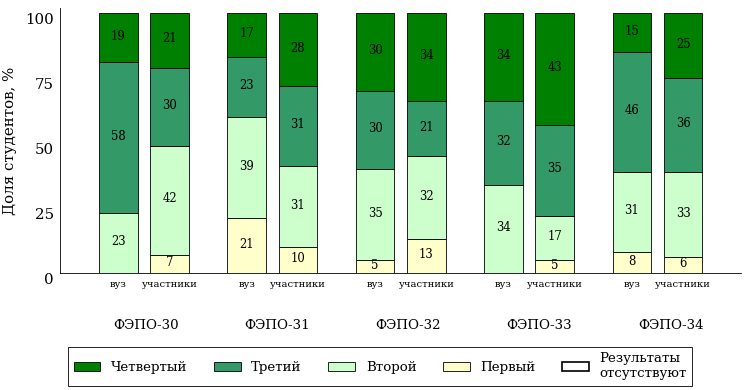 100
75
50
25
0
Доля студентов, %
19 21 17 28 30 34 34 43 15 25
58 30 23 31 30 21 32 35 46 36
23 42 39 31 35 32 34 17 31 33
7 21 10 5 13 5 8 6
вуз участники вуз участники вуз участники вуз участники вуз участники
ФЭПО-30 ФЭПО-31 ФЭПО-32 ФЭПО-33 ФЭПО-34
Четвертый Третий Второй Первый Результаты
отсутствуют